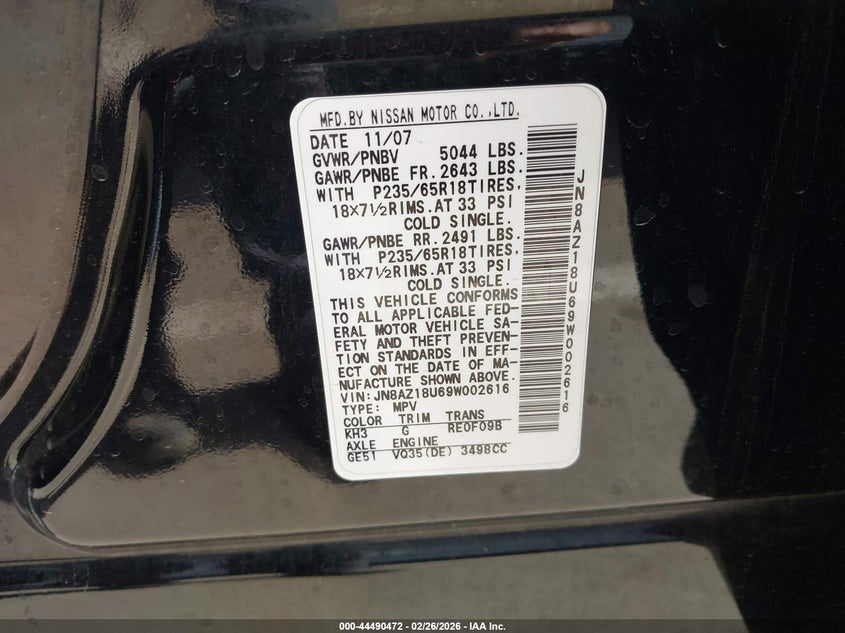 MFD.BY NISSAN MOTOR CO.,LTD.
DATE 11/07
GVWR/PNBV 5044 LBS.
GAWR/PNBE FR. 2643 LBS.
WITH P235/65R18TIRES,
18X7½RIMS.AT 33 PSI
COLD SINGLE.
GAWR/PNBE RR. 2491 LBS.
WITH P235/65R18TIRES,
18X7½RIMS.AT 33 PSI
COLD SINGLE.
THIS VEHICLE CONFORMS
TO ALL APPLICABLE FED-
ERAL MOTOR VEHICLE SA-
FETY AND THEFT PREVEN-
TION STANDARDS IN EFF-
ECT ON THE DATE OF MA-
NUFACTURE SHOWN ABOVE.
VIN:JN8AZ18U69W002616
TYPE: MPV
COLOR TRIM TRANS
KH3 G RE0F09B
AXLE ENGINE
GE51 VQ35(DE) 3498CC
JN8AZ18U69W002616
000-44490472 - 02/26/2026 - IAA Inc.